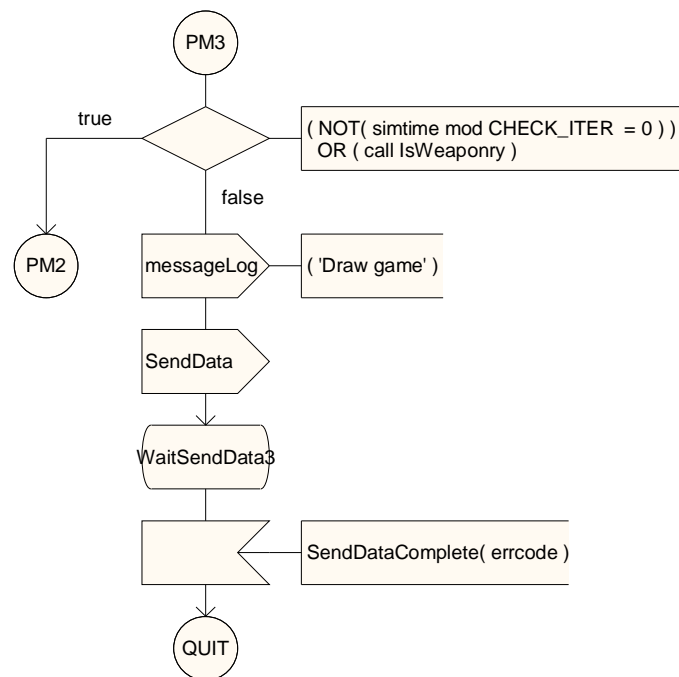 PM3
true
( NOT( simtime mod CHECK_ITER = 0 ) )
OR ( call IsWeaponry )
false
PM2
messageLog
( 'Draw game' )
SendData
WaitSendData3
SendDataComplete( errcode )
QUIT